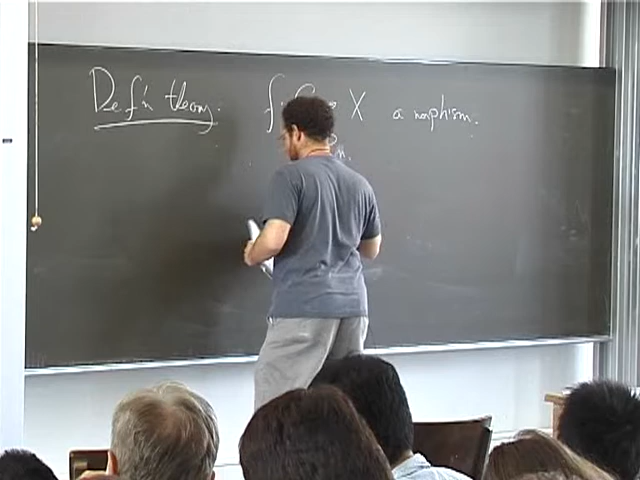 Def'n theory. f: C → X a morphism.